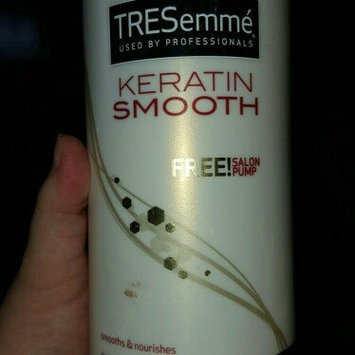 TRESemmé
USED BY PROFESSIONALS
KERATIN
SMOOTH
FREE! SALON
PUMP
smooths & nourishes